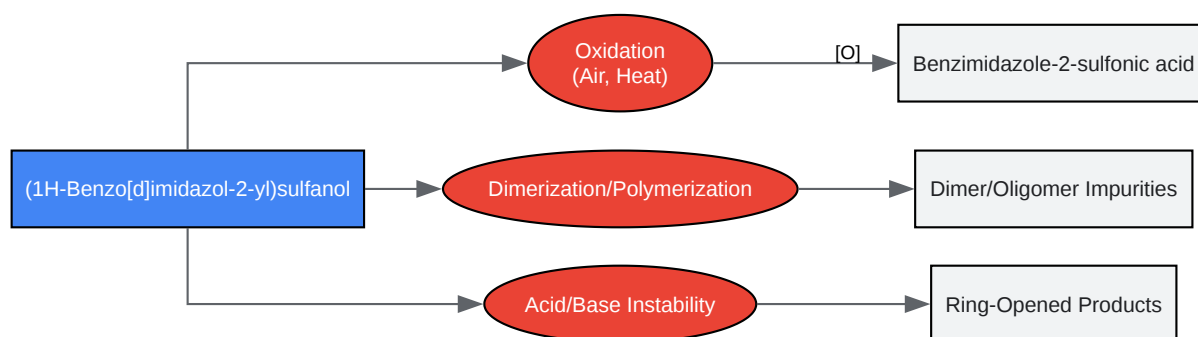 Oxidation
(Air, Heat)
[O]
Benzimidazole-2-sulfonic acid
(1H-Benzo[d]imidazol-2-yl)sulfanol
Dimerization/Polymerization
Dimer/Oligomer Impurities
Acid/Base Instability
Ring-Opened Products